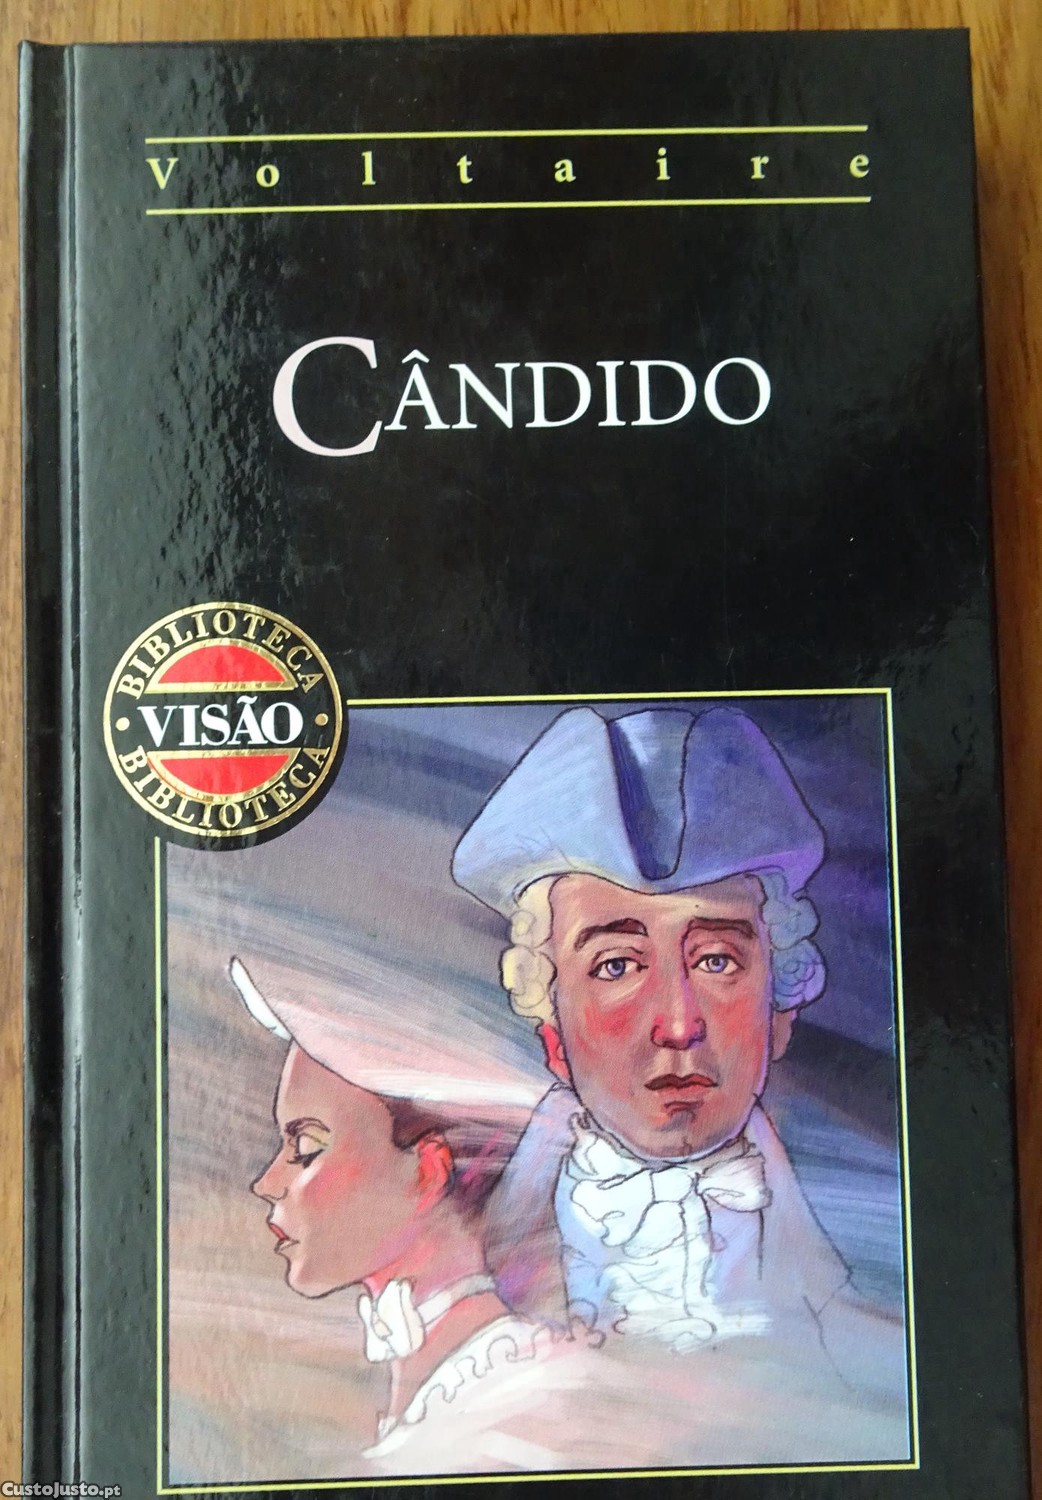 Voltaire
CÂNDIDO
BIBLIOTECA
VISÃO
BIBLIOTECA
CustoJusto.pt